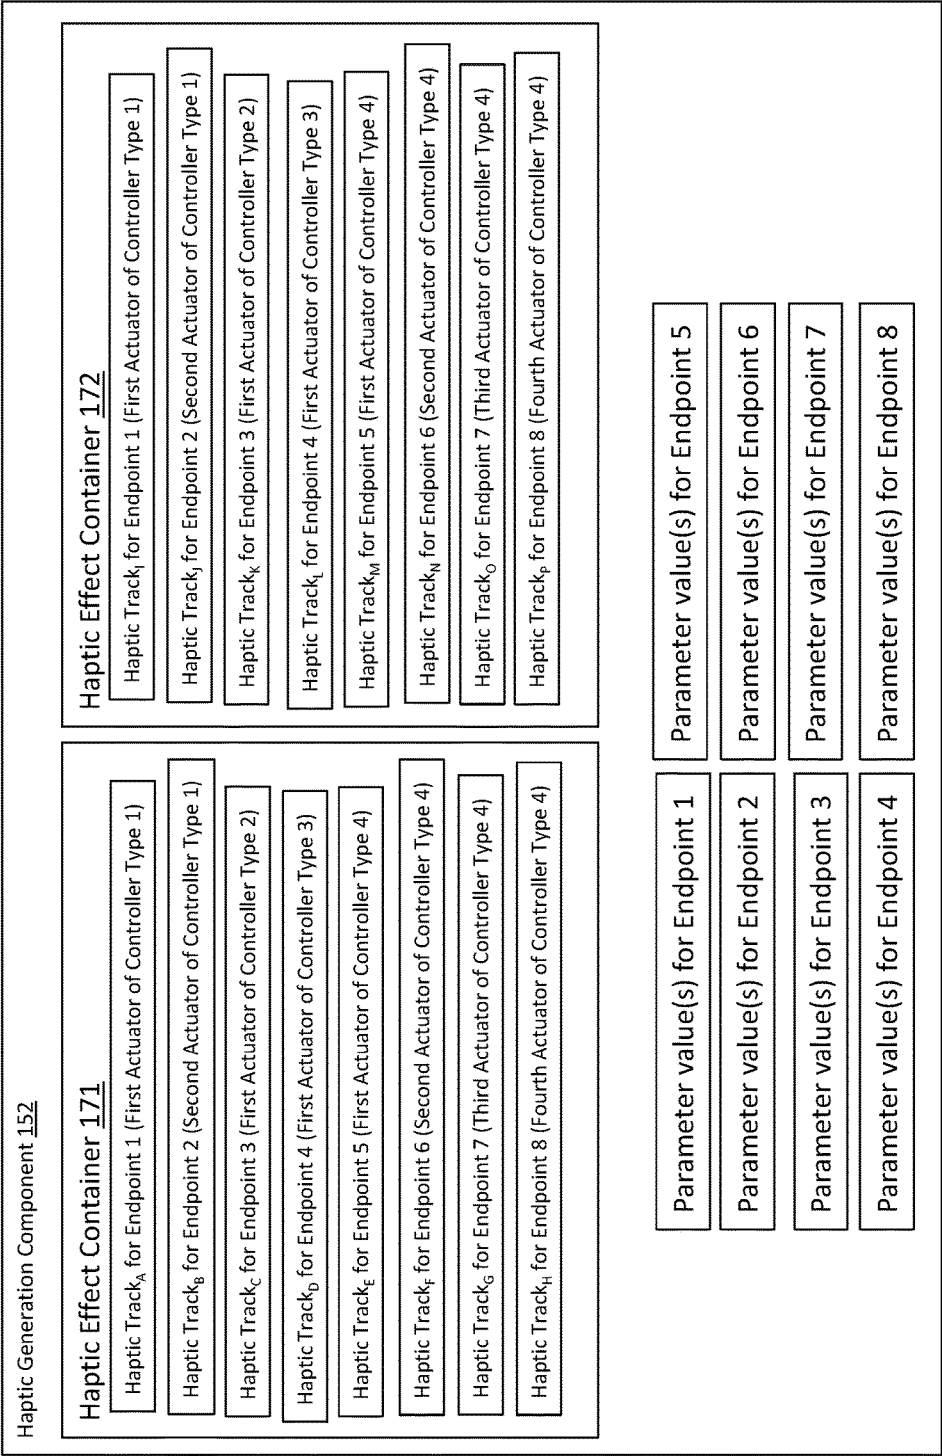 Haptic Generation Component 152
Haptic Effect Container 171
Haptic TrackA for Endpoint 1 (First Actuator of Controller Type 1)
Haptic TrackB for Endpoint 2 (Second Actuator of Controller Type 1)
Haptic TrackC for Endpoint 3 (First Actuator of Controller Type 2)
Haptic TrackD for Endpoint 4 (First Actuator of Controller Type 3)
Haptic TrackE for Endpoint 5 (First Actuator of Controller Type 4)
Haptic TrackF for Endpoint 6 (Second Actuator of Controller Type 4)
Haptic TrackG for Endpoint 7 (Third Actuator of Controller Type 4)
Haptic TrackH for Endpoint 8 (Fourth Actuator of Controller Type 4)
Haptic Effect Container 172
Haptic TrackI for Endpoint 1 (First Actuator of Controller Type 1)
Haptic TrackJ for Endpoint 2 (Second Actuator of Controller Type 1)
Haptic TrackK for Endpoint 3 (First Actuator of Controller Type 2)
Haptic TrackL for Endpoint 4 (First Actuator of Controller Type 3)
Haptic TrackM for Endpoint 5 (First Actuator of Controller Type 4)
Haptic TrackN for Endpoint 6 (Second Actuator of Controller Type 4)
Haptic TrackO for Endpoint 7 (Third Actuator of Controller Type 4)
Haptic TrackP for Endpoint 8 (Fourth Actuator of Controller Type 4)
Parameter value(s) for Endpoint 1
Parameter value(s) for Endpoint 2
Parameter value(s) for Endpoint 3
Parameter value(s) for Endpoint 4
Parameter value(s) for Endpoint 5
Parameter value(s) for Endpoint 6
Parameter value(s) for Endpoint 7
Parameter value(s) for Endpoint 8